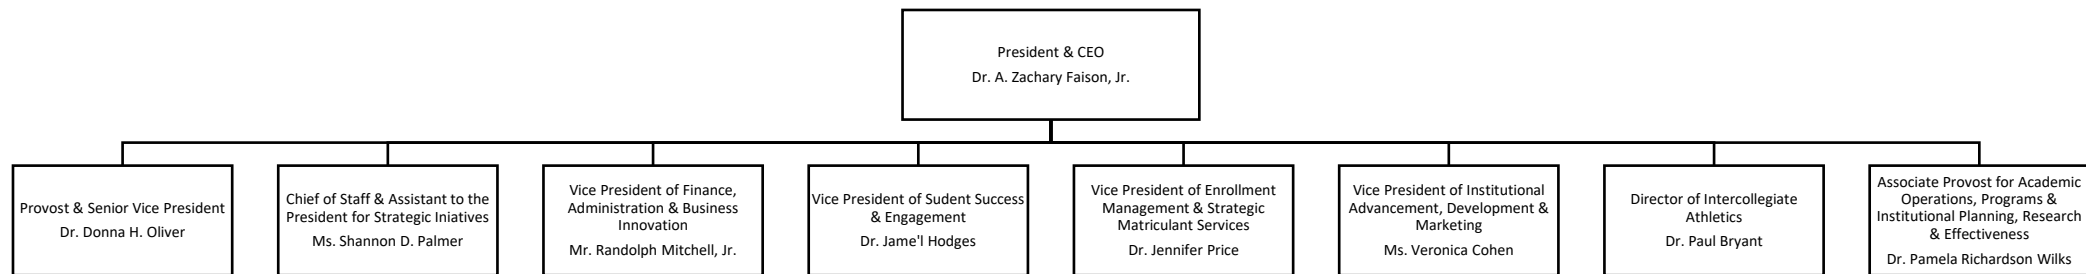 President & CEO
Dr. A. Zachary Faison, Jr.
Provost & Senior Vice President
Dr. Donna H. Oliver
Chief of Staff & Assistant to the
President for Strategic Iniatives
Ms. Shannon D. Palmer
Vice President of Finance,
Administration & Business
Innovation
Mr. Randolph Mitchell, Jr.
Vice President of Sudent Success
& Engagement
Dr. Jame'l Hodges
Vice President of Enrollment
Management & Strategic
Matriculant Services
Dr. Jennifer Price
Vice President of Institutional
Advancement, Development &
Marketing
Ms. Veronica Cohen
Director of Intercollegiate
Athletics
Dr. Paul Bryant
Associate Provost for Academic
Operations, Programs &
Institutional Planning, Research
& Effectiveness
Dr. Pamela Richardson Wilks